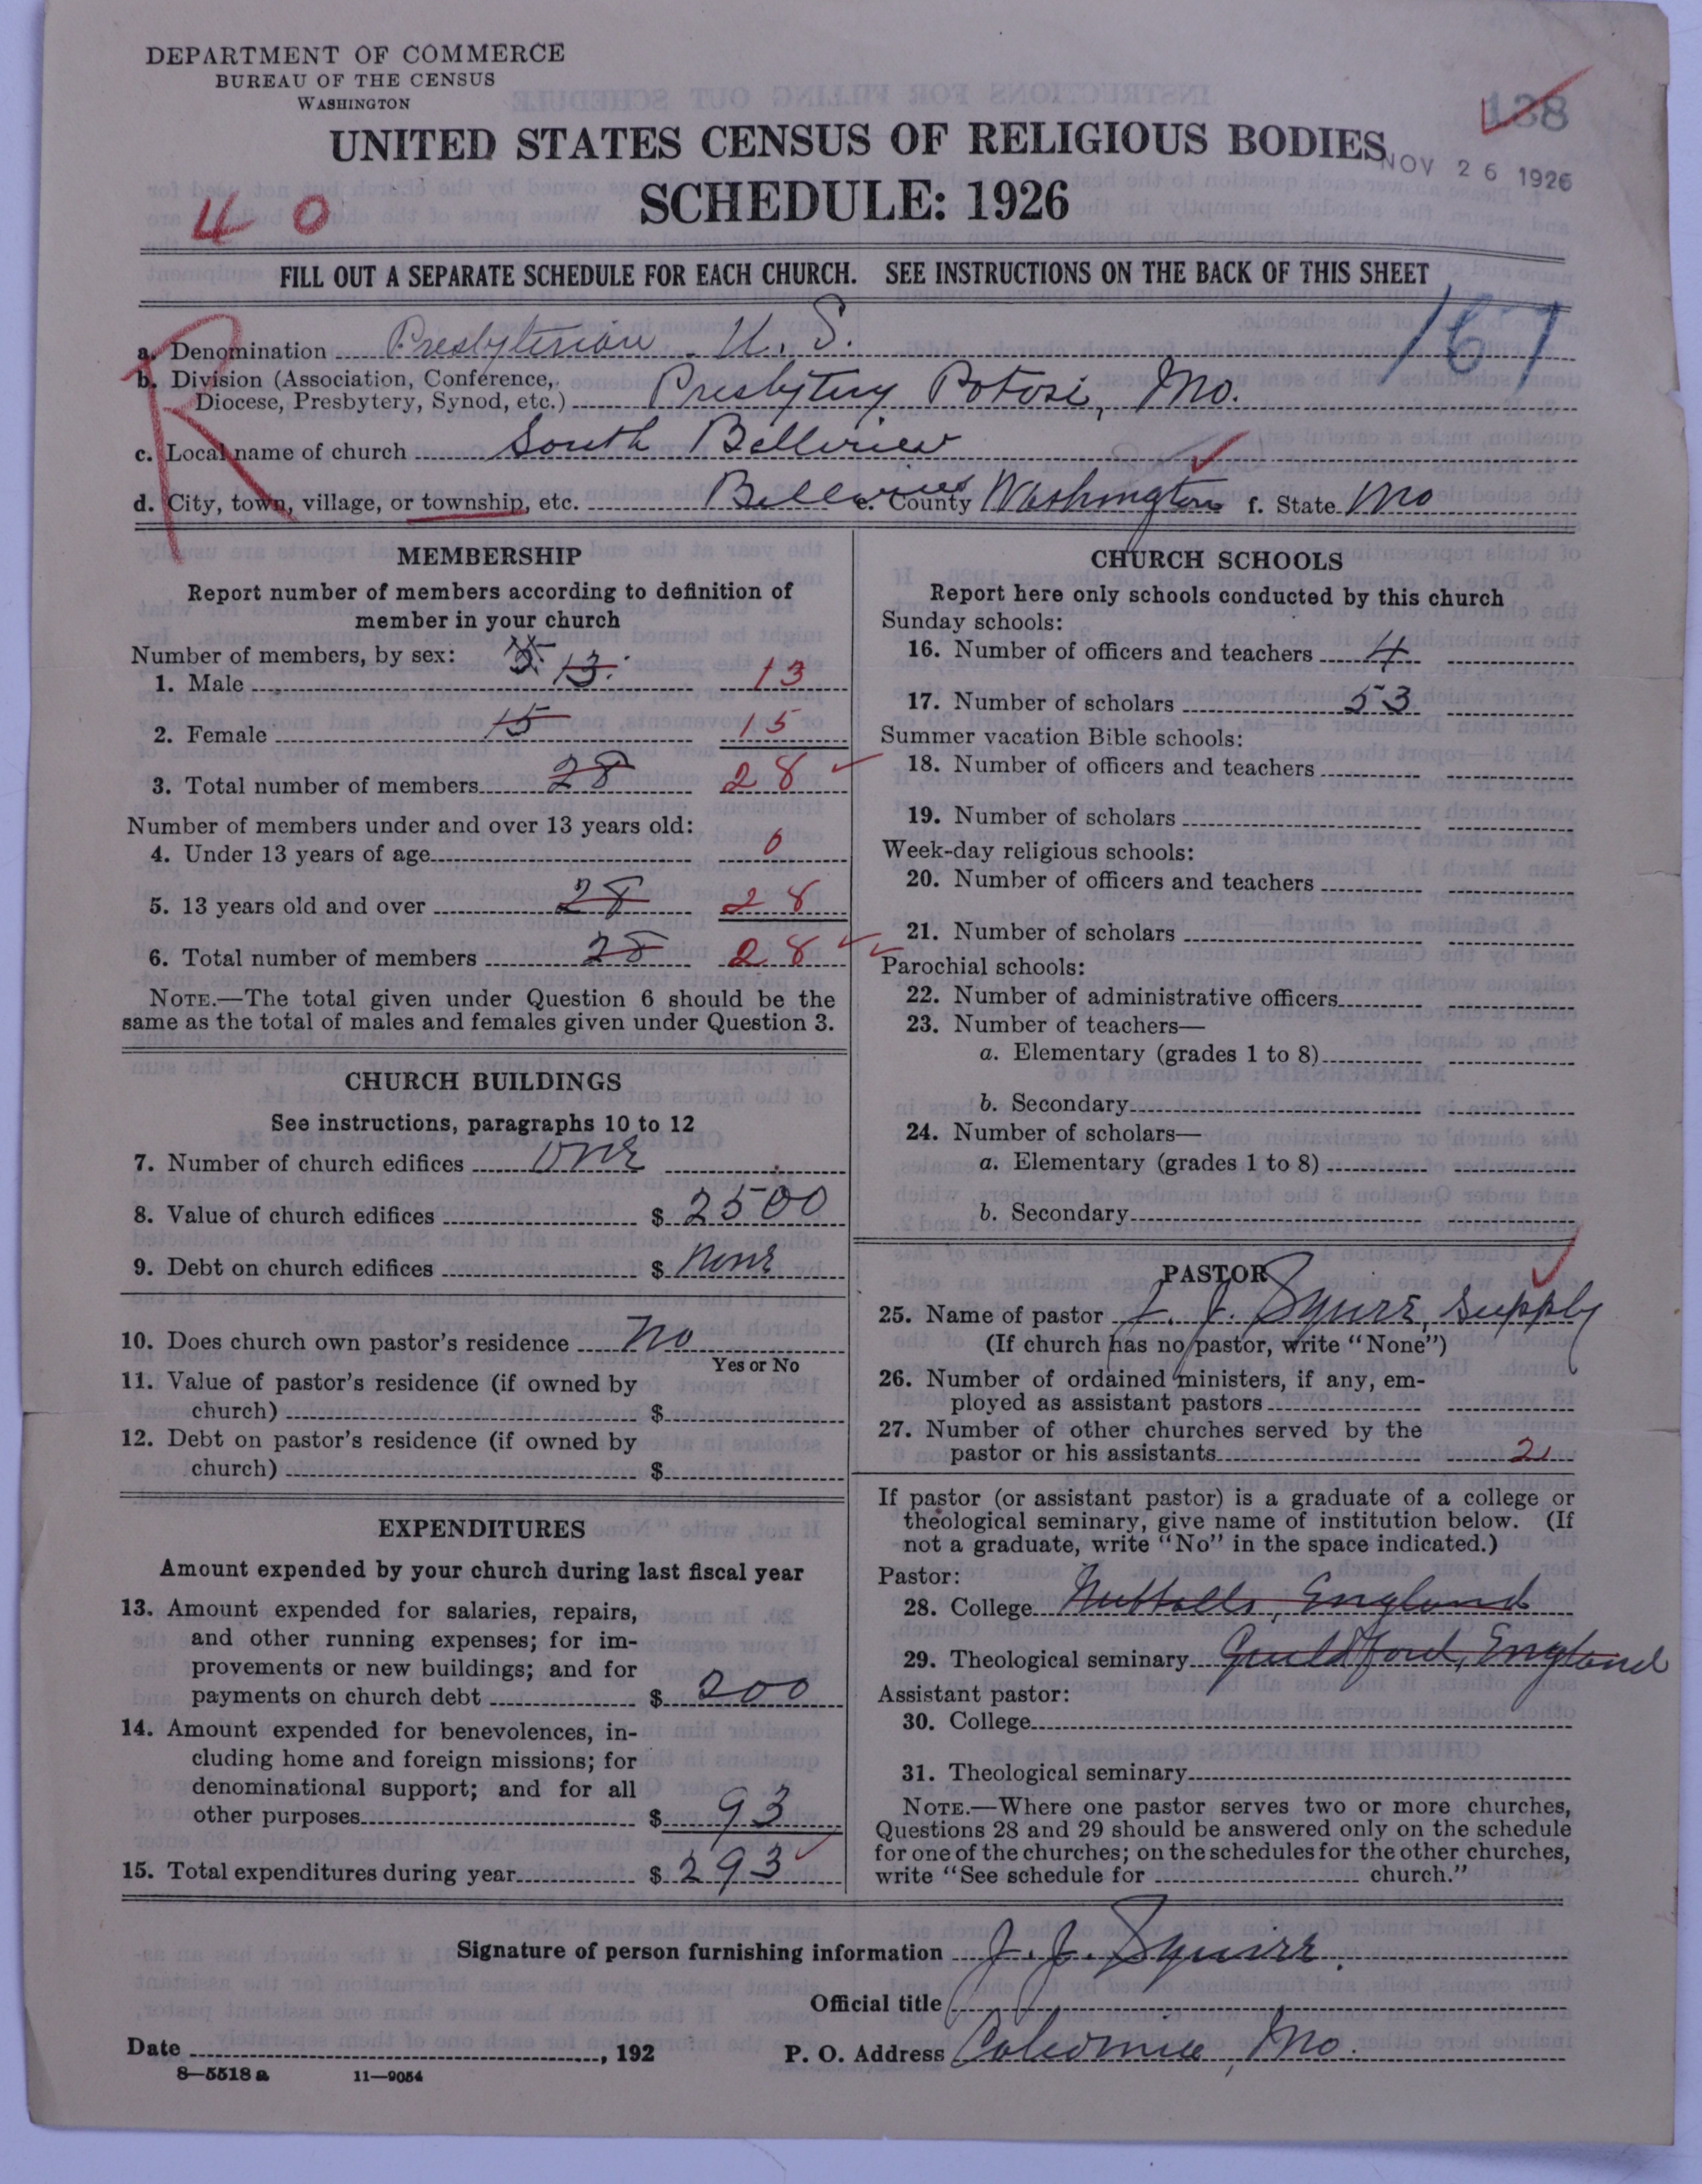 DEPARTMENT OF COMMERCE
BUREAU OF THE CENSUS
WASHINGTON
138
UNITED STATES CENSUS OF RELIGIOUS BODIES
NOV 26 1926
SCHEDULE: 1926
40
FILL OUT A SEPARATE SCHEDULE FOR EACH CHURCH. SEE INSTRUCTIONS ON THE BACK OF THIS SHEET
R
167
a. Denomination Presbyterian U. S.
b. Division (Association, Conference,
Diocese, Presbytery, Synod, etc.) Presbytery Potosi, Mo.
c. Local name of church South Belleview
d. City, town, village, or township, etc. Belleview e. County Washington f. State Mo
MEMBERSHIP
Report number of members according to definition of
member in your church
Number of members, by sex:
1. Male 13. 13
2. Female 15 15
3. Total number of members 28 28
Number of members under and over 13 years old:
4. Under 13 years of age 0
5. 13 years old and over 28 28
6. Total number of members 28 28
NOTE.—The total given under Question 6 should be the
same as the total of males and females given under Question 3.
CHURCH BUILDINGS
See instructions, paragraphs 10 to 12
7. Number of church edifices One
8. Value of church edifices $ 2500
9. Debt on church edifices $ None
10. Does church own pastor's residence No
Yes or No
11. Value of pastor's residence (if owned by
church) $
12. Debt on pastor's residence (if owned by
church) $
EXPENDITURES
Amount expended by your church during last fiscal year
13. Amount expended for salaries, repairs,
and other running expenses; for im-
provements or new buildings; and for
payments on church debt $ 200
14. Amount expended for benevolences, in-
cluding home and foreign missions; for
denominational support; and for all
other purposes $ 93
15. Total expenditures during year $ 293
CHURCH SCHOOLS
Report here only schools conducted by this church
Sunday schools:
16. Number of officers and teachers 4
17. Number of scholars 53
Summer vacation Bible schools:
18. Number of officers and teachers
19. Number of scholars
Week-day religious schools:
20. Number of officers and teachers
21. Number of scholars
Parochial schools:
22. Number of administrative officers
23. Number of teachers—
a. Elementary (grades 1 to 8)
b. Secondary
24. Number of scholars—
a. Elementary (grades 1 to 8)
b. Secondary
PASTOR
25. Name of pastor J. J. Squire, Supply
(If church has no pastor, write "None")
26. Number of ordained ministers, if any, em-
ployed as assistant pastors
27. Number of other churches served by the
pastor or his assistants 2
If pastor (or assistant pastor) is a graduate of a college or
theological seminary, give name of institution below. (If
not a graduate, write "No" in the space indicated.)
Pastor:
28. College Nuttalls, England
29. Theological seminary Guildford, England
Assistant pastor:
30. College
31. Theological seminary
NOTE.—Where one pastor serves two or more churches,
Questions 28 and 29 should be answered only on the schedule
for one of the churches; on the schedules for the other churches,
write "See schedule for church."
Signature of person furnishing information J. J. Squire.
Official title
Date , 192
P. O. Address Caledonia, Mo.
8—5518a 11—9054